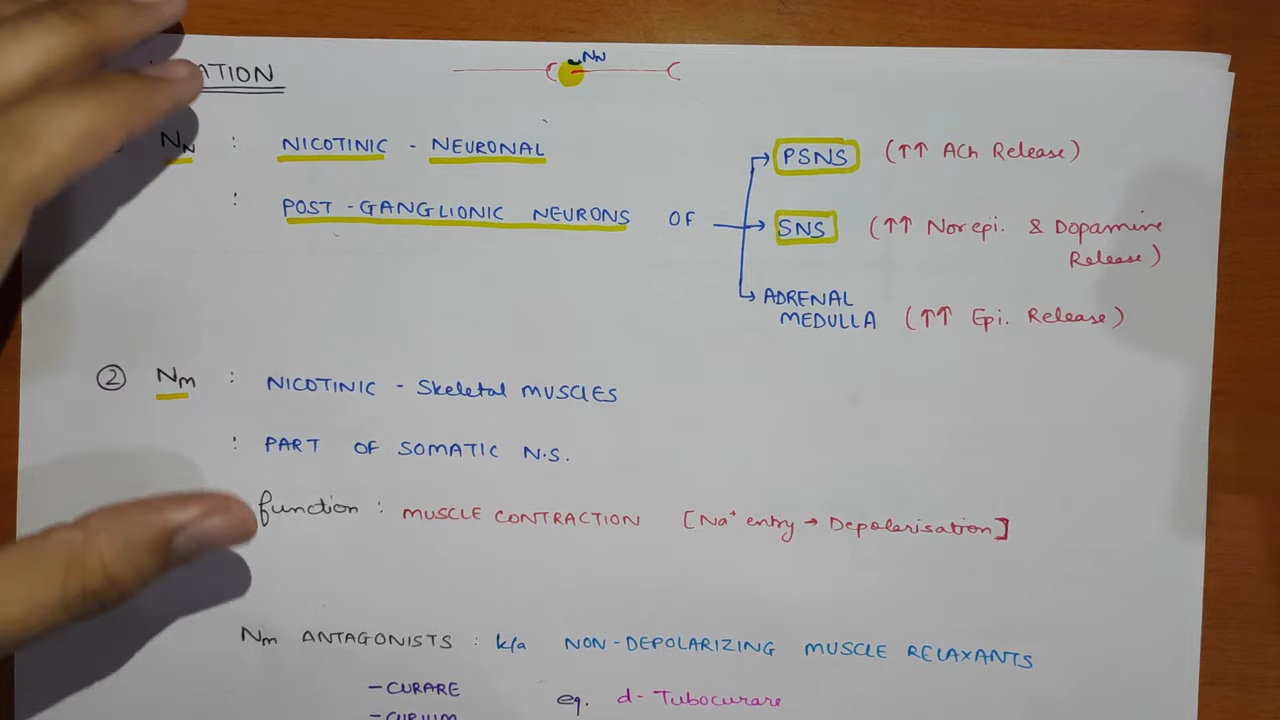 ATION
NN
NN : NICOTINIC - NEURONAL
: POST - GANGLIONIC NEURONS OF
→ PSNS (↑↑ Ach Release)
→ SNS (↑↑ Norepi. & Dopamine
Release)
→ ADRENAL
MEDULLA (↑↑ Epi. Release)
② Nm : NICOTINIC - Skeletal MUSCLES
: PART OF SOMATIC N.S.
function : MUSCLE CONTRACTION [Na+ entry → Depolarisation]
Nm ANTAGONISTS : k/a NON-DEPOLARIZING MUSCLE RELAXANTS
- CURARE eg. d- Tubocurare
- CURIUM